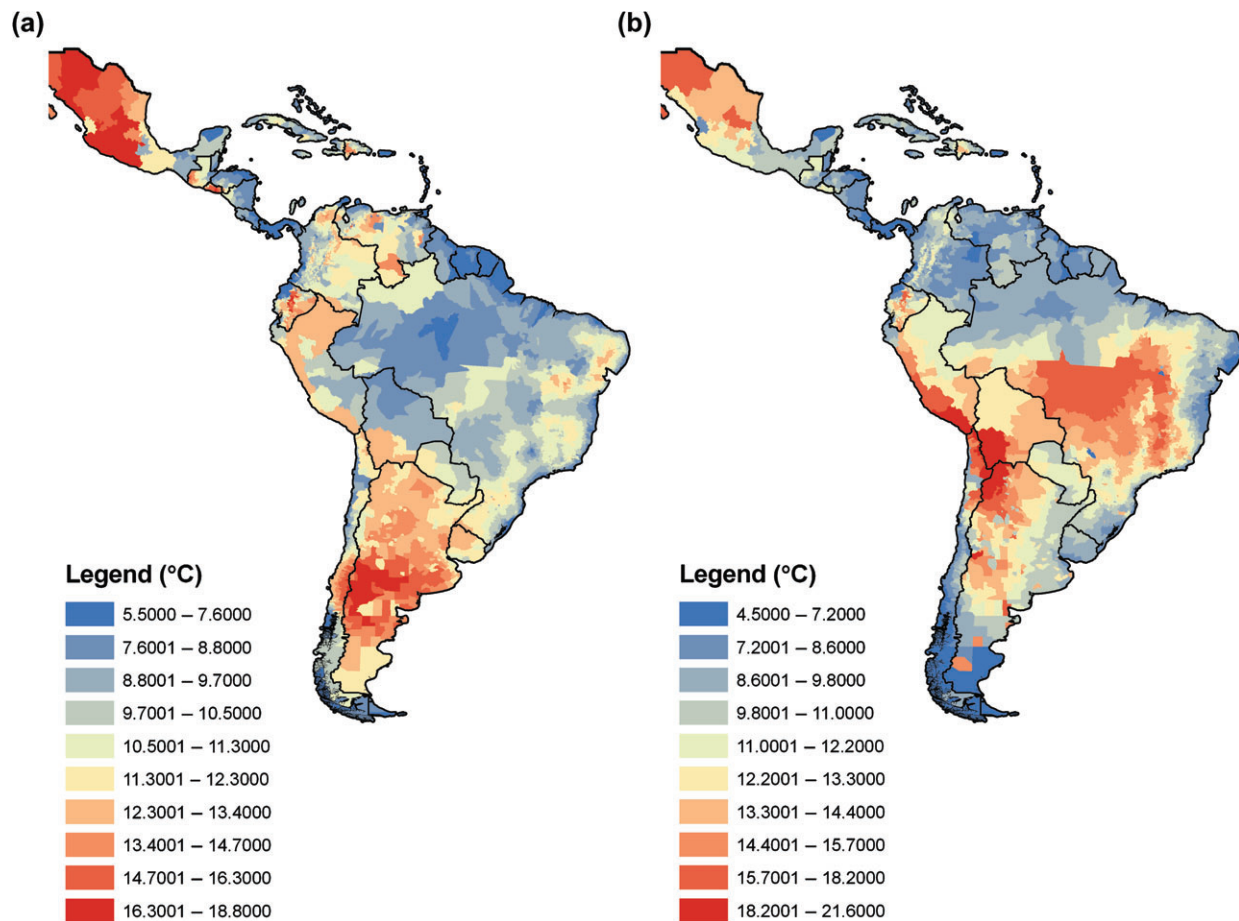 (a)
(b)
Legend (°C)
5.5000 – 7.6000
7.6001 – 8.8000
8.8001 – 9.7000
9.7001 – 10.5000
10.5001 – 11.3000
11.3001 – 12.3000
12.3001 – 13.4000
13.4001 – 14.7000
14.7001 – 16.3000
16.3001 – 18.8000
Legend (°C)
4.5000 – 7.2000
7.2001 – 8.6000
8.6001 – 9.8000
9.8001 – 11.0000
11.0001 – 12.2000
12.2001 – 13.3000
13.3001 – 14.4000
14.4001 – 15.7000
15.7001 – 18.2000
18.2001 – 21.6000